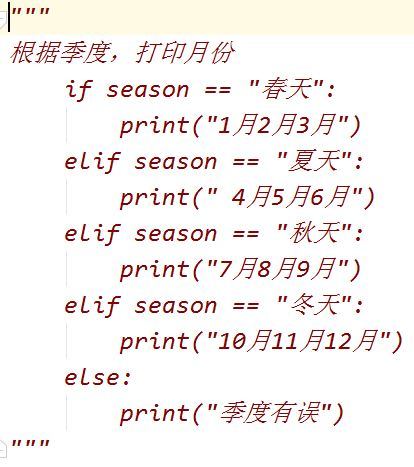 """
根据季度，打印月份
    if season == "春天":
        print("1月2月3月")
    elif season == "夏天":
        print(" 4月5月6月")
    elif season == "秋天":
        print("7月8月9月")
    elif season == "冬天":
        print("10月11月12月")
    else:
        print("季度有误")
"""